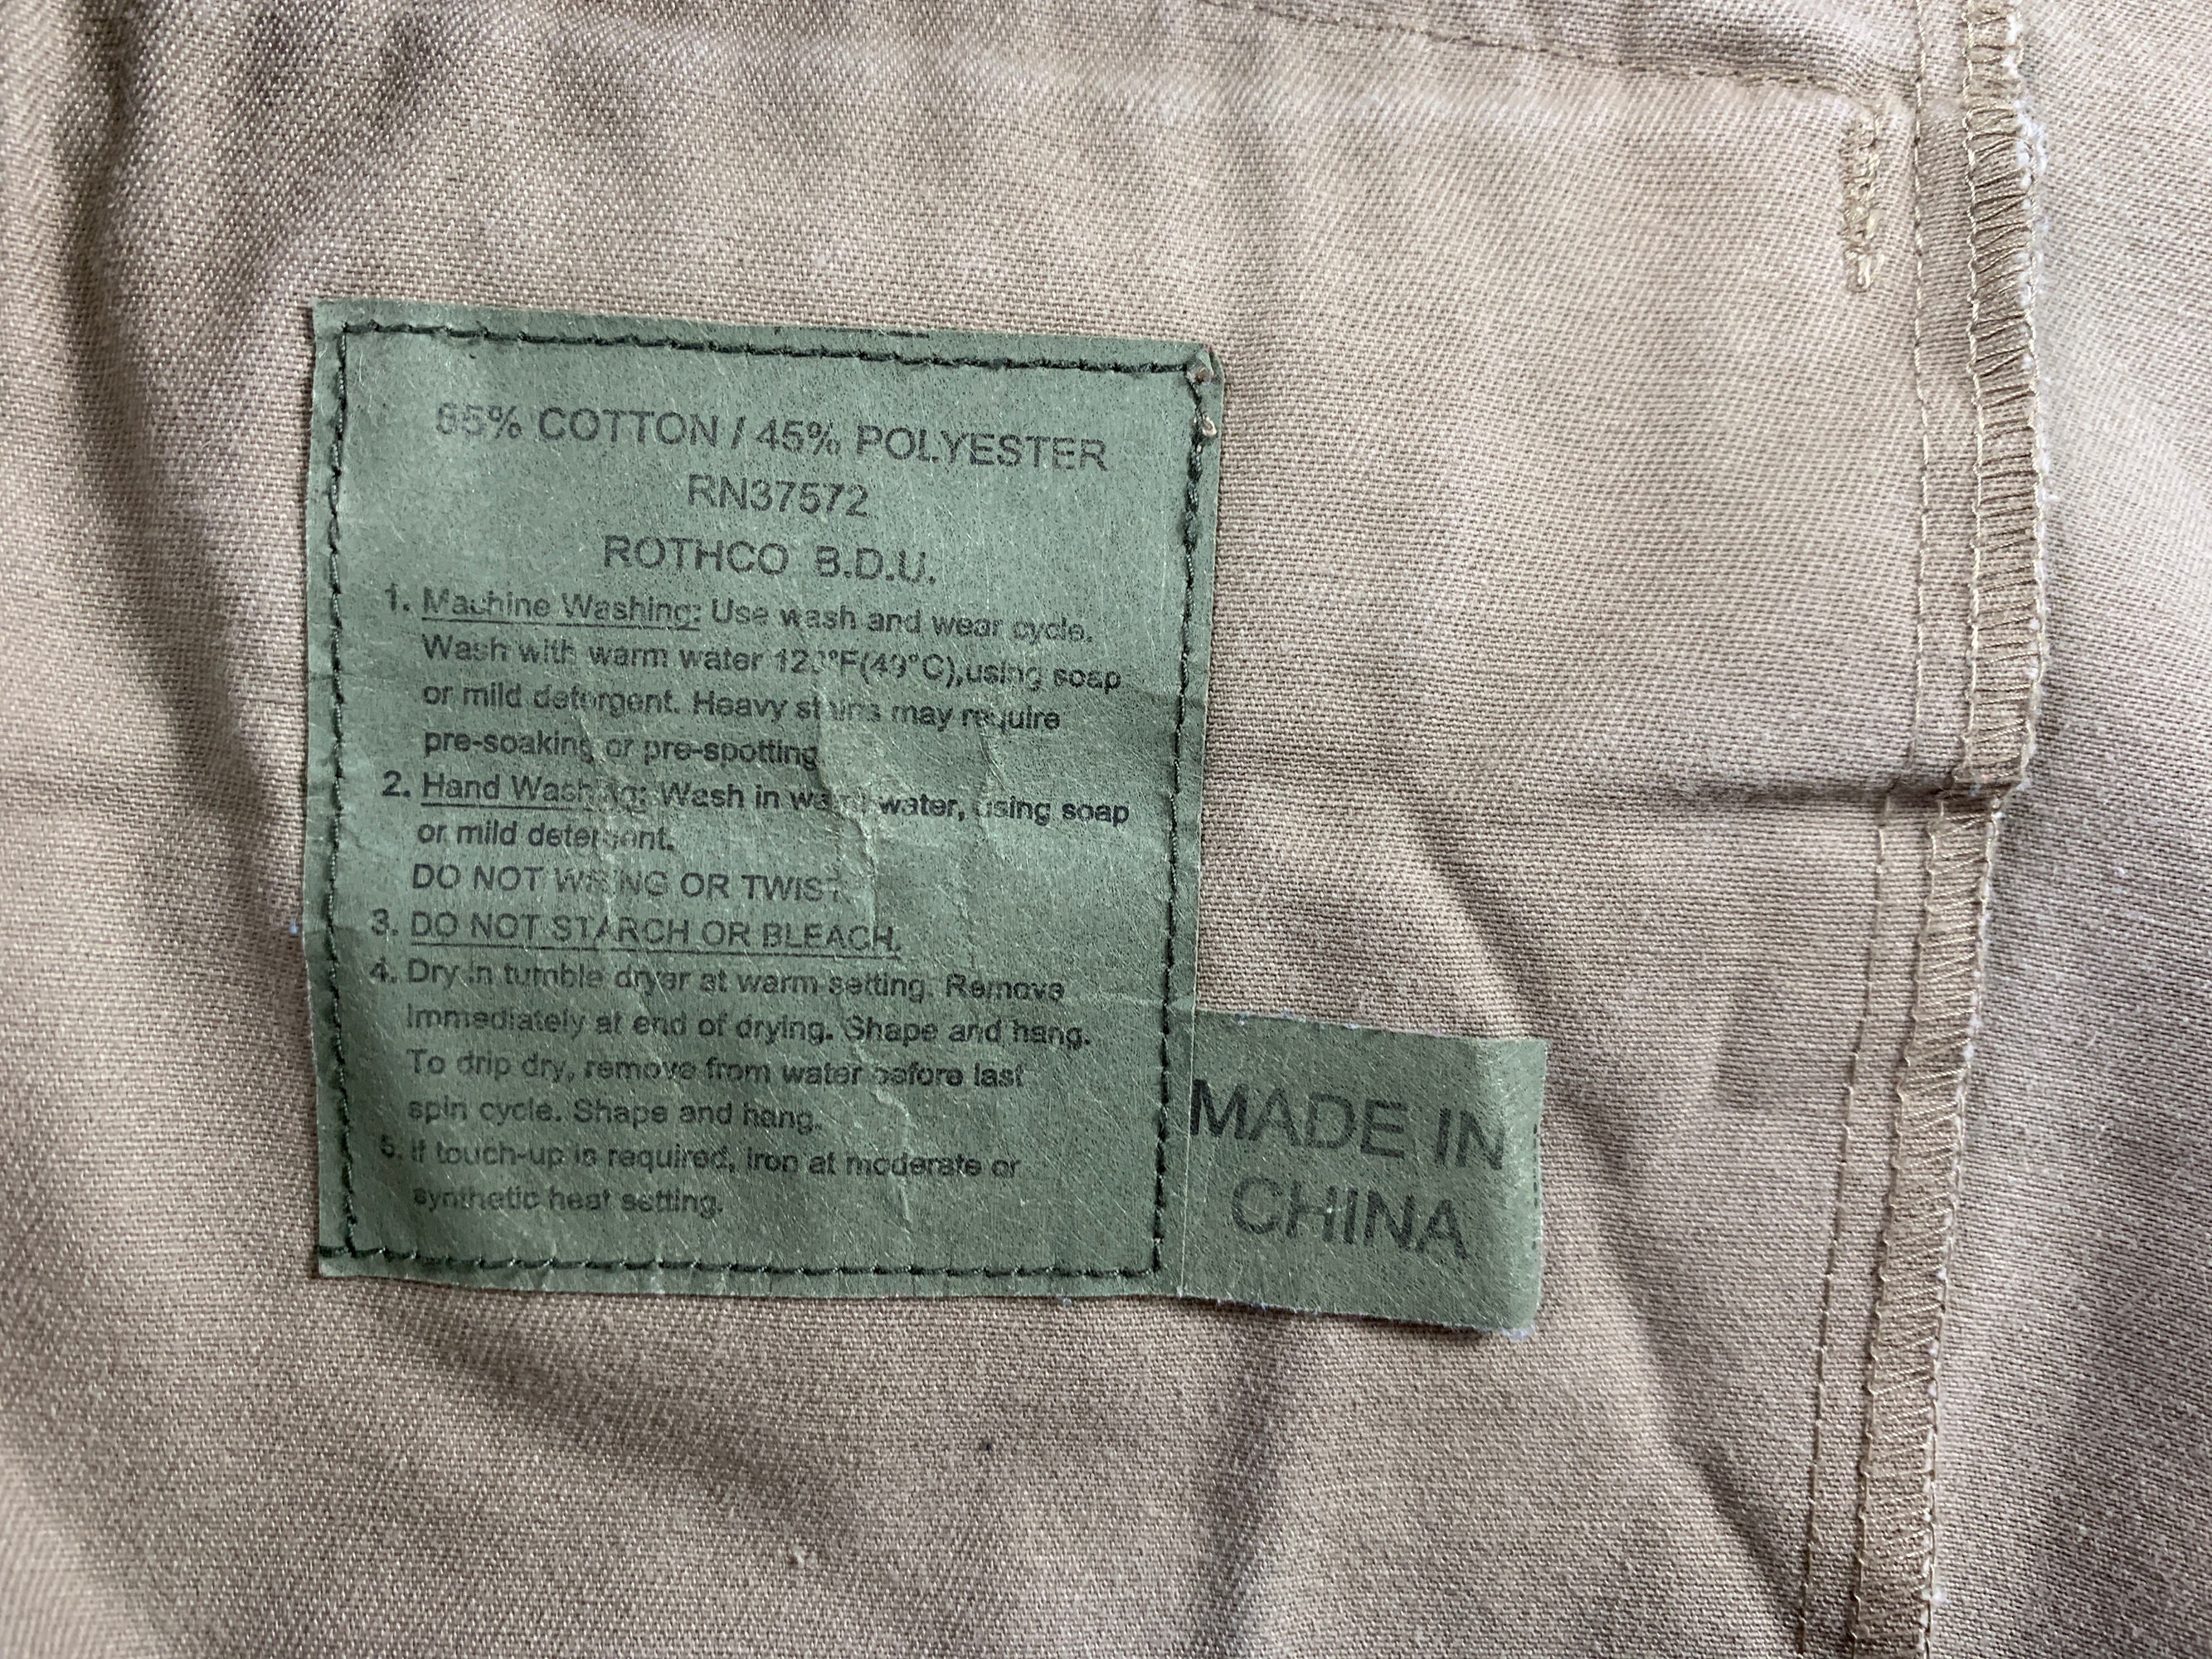 55% COTTON / 45% POLYESTER
RN37572
ROTHCO B.D.U.
1. Machine Washing: Use wash and wear cycle.
Wash with warm water 120°F(49°C),using soap
or mild detergent. Heavy stains may require
pre-soaking or pre-spotting
2. Hand Washing: Wash in warm water, using soap
or mild detergent.
DO NOT WRING OR TWIST.
3. DO NOT STARCH OR BLEACH.
4. Dry in tumble dryer at warm setting. Remove
immediately at end of drying. Shape and hang.
To drip dry, remove from water before last
spin cycle. Shape and hang.
5. If touch-up is required, iron at moderate or
synthetic heat setting.
MADE IN
CHINA